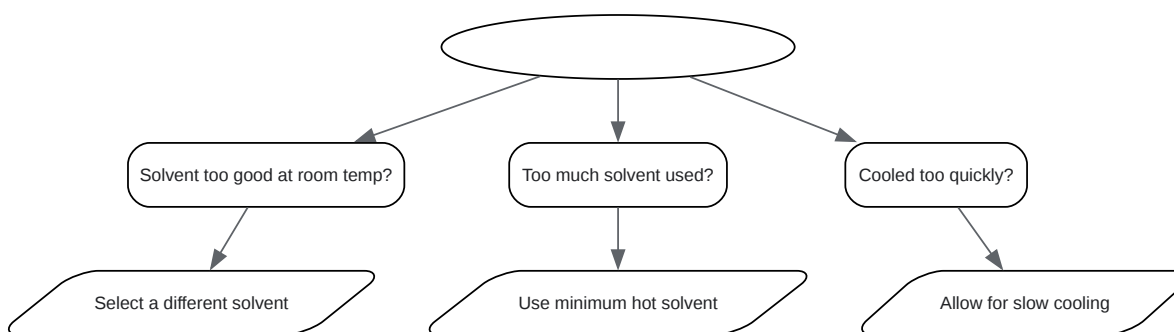 Solvent too good at room temp?
Too much solvent used?
Cooled too quickly?
Select a different solvent
Use minimum hot solvent
Allow for slow cooling